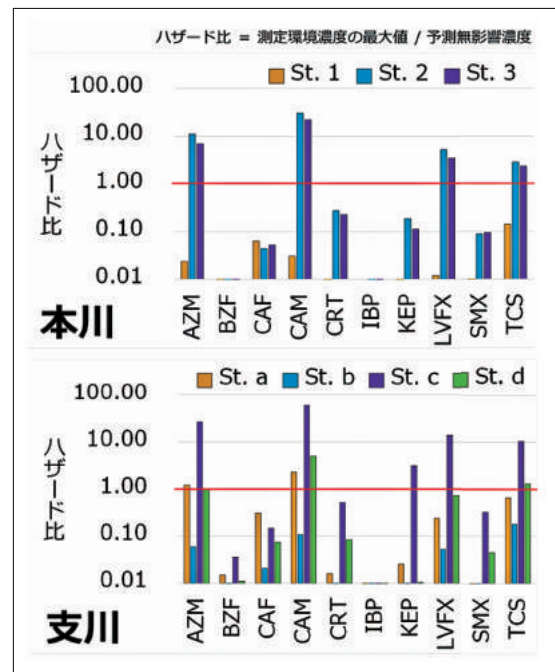 ハザード比 = 測定環境濃度の最大値 / 予測無影響濃度
St. 1 St. 2 St. 3
100.00
10.00
1.00
0.10
0.01
ハザード比
AZM BZF CAF CAM CRT IBP KEP LVFX SMX TCS
本川
St. a St. b St. c St. d
100.00
10.00
1.00
0.10
0.01
ハザード比
AZM BZF CAF CAM CRT IBP KEP LVFX SMX TCS
支川